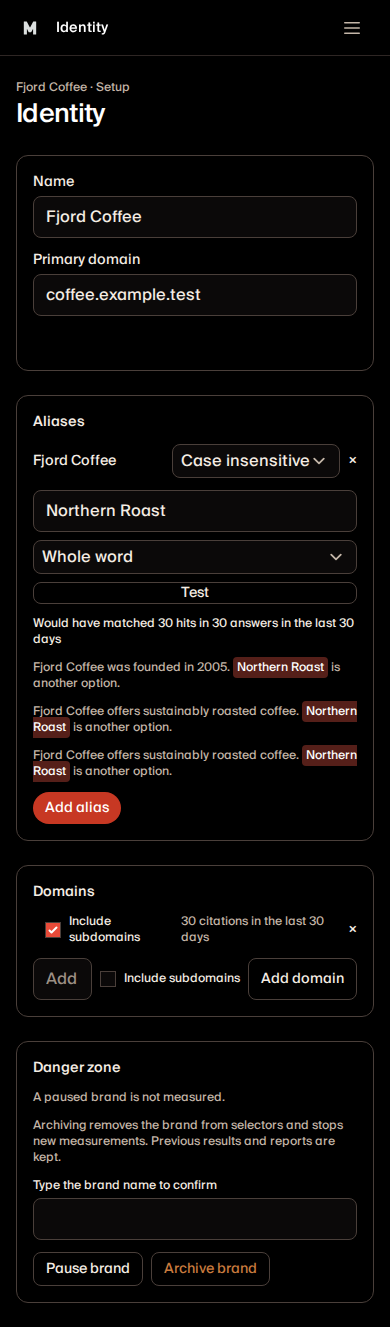 M Identity
Fjord Coffee · Setup
Identity
Name
Fjord Coffee
Primary domain
coffee.example.test
Aliases
Fjord Coffee Case insensitive ×
Northern Roast
Whole word
Test
Would have matched 30 hits in 30 answers in the last 30
days
Fjord Coffee was founded in 2005. Northern Roast is
another option.
Fjord Coffee offers sustainably roasted coffee. Northern
Roast is another option.
Fjord Coffee offers sustainably roasted coffee. Northern
Roast is another option.
Add alias
Domains
Include subdomains 30 citations in the last 30 days ×
Add Include subdomains Add domain
Danger zone
A paused brand is not measured.
Archiving removes the brand from selectors and stops
new measurements. Previous results and reports are
kept.
Type the brand name to confirm
Pause brand Archive brand